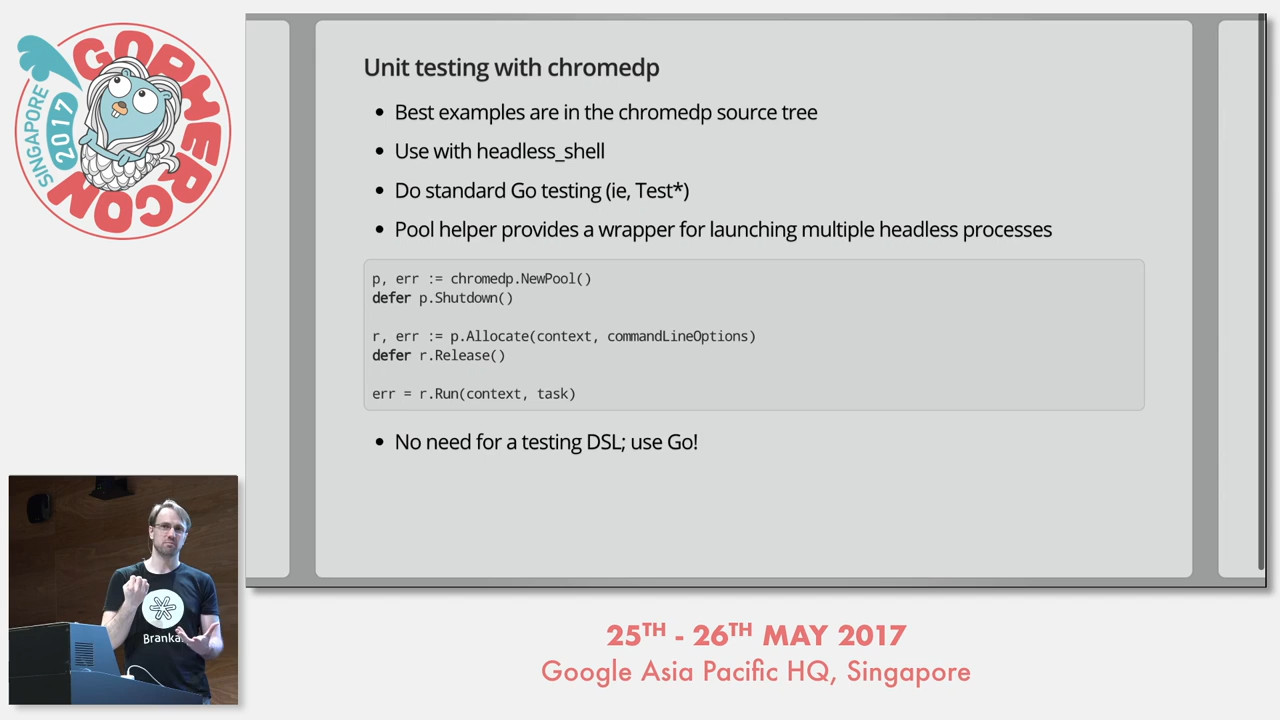 GOPHERCON
SINGAPORE
2017
Unit testing with chromedp
• Best examples are in the chromedp source tree
• Use with headless_shell
• Do standard Go testing (ie, Test*)
• Pool helper provides a wrapper for launching multiple headless processes
p, err := chromedp.NewPool()
defer p.Shutdown()
r, err := p.Allocate(context, commandLineOptions)
defer r.Release()
err = r.Run(context, task)
• No need for a testing DSL; use Go!
Branka
25TH - 26TH MAY 2017
Google Asia Pacific HQ, Singapore